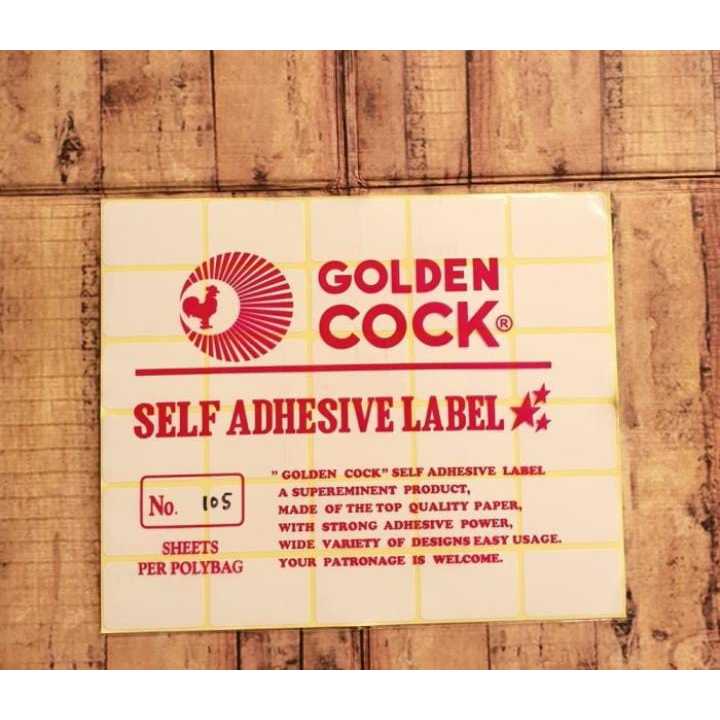 GOLDEN
COCK®
SELF ADHESIVE LABEL
No. 105
SHEETS
PER POLYBAG
" GOLDEN COCK" SELF ADHESIVE LABEL
A SUPEREMINENT PRODUCT,
MADE OF THE TOP QUALITY PAPER,
WITH STRONG ADHESIVE POWER,
WIDE VARIETY OF DESIGNS EASY USAGE.
YOUR PATRONAGE IS WELCOME.